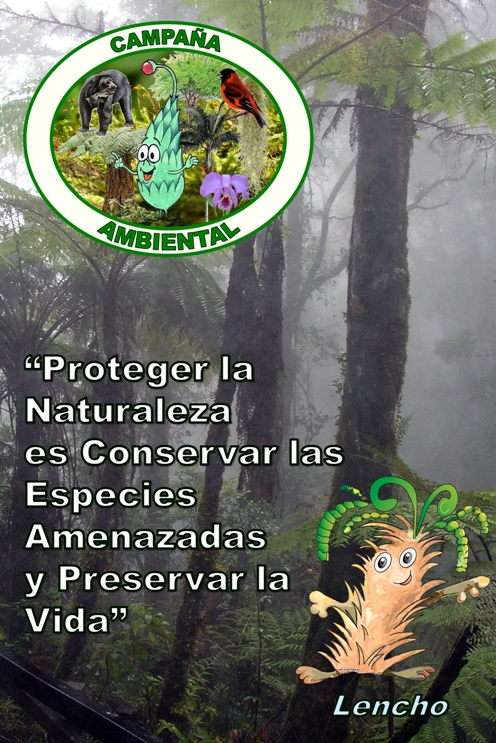 CAMPAÑA
AMBIENTAL
“Proteger la
Naturaleza
es Conservar las
Especies
Amenazadas
y Preservar la
Vida”
Lencho